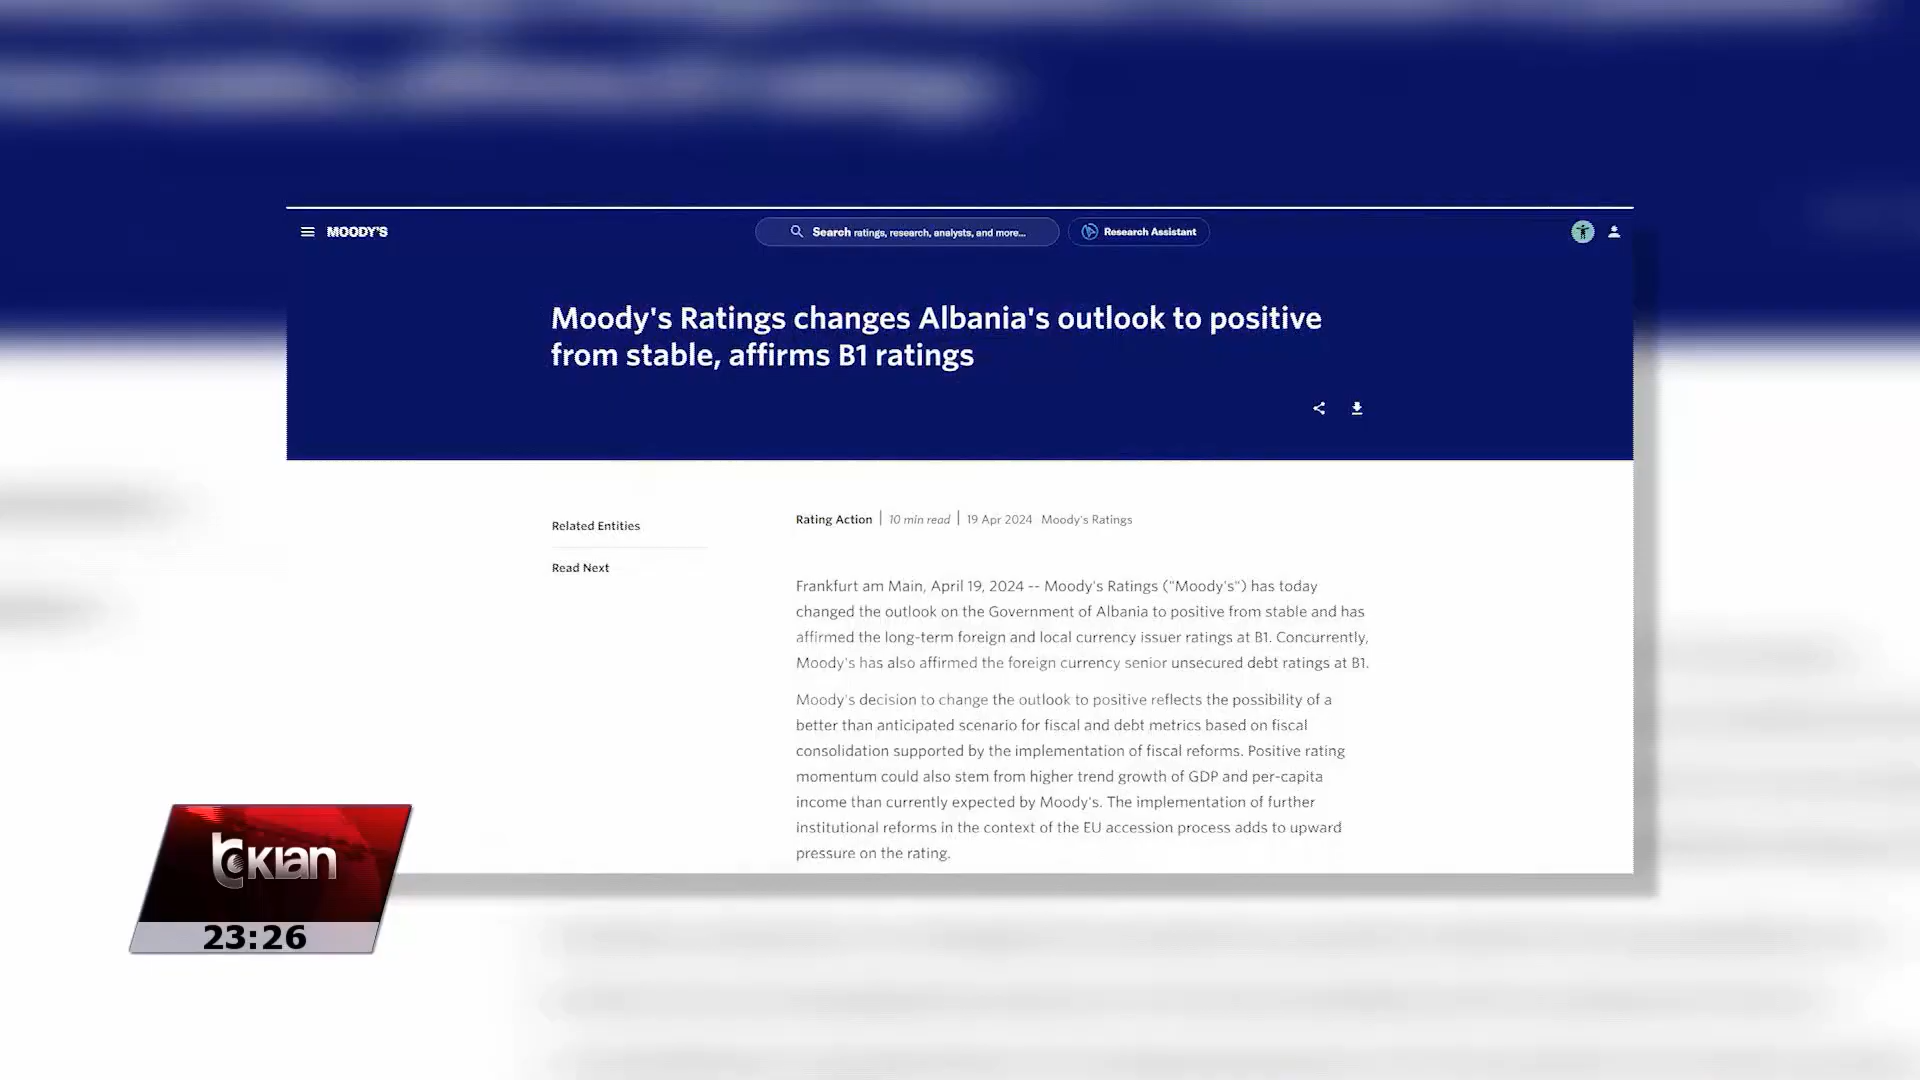 MOODY'S
Search ratings, research, analysts, and more...
Research Assistant
Moody's Ratings changes Albania's outlook to positive
from stable, affirms B1 ratings
Related Entities
Read Next
Rating Action | 10 min read | 19 Apr 2024 Moody's Ratings
Frankfurt am Main, April 19, 2024 -- Moody's Ratings ("Moody's") has today
changed the outlook on the Government of Albania to positive from stable and has
affirmed the long-term foreign and local currency issuer ratings at B1. Concurrently,
Moody's has also affirmed the foreign currency senior unsecured debt ratings at B1.
Moody's decision to change the outlook to positive reflects the possibility of a
better than anticipated scenario for fiscal and debt metrics based on fiscal
consolidation supported by the implementation of fiscal reforms. Positive rating
momentum could also stem from higher trend growth of GDP and per-capita
income than currently expected by Moody's. The implementation of further
institutional reforms in the context of the EU accession process adds to upward
pressure on the rating.
tcKlan
23:26